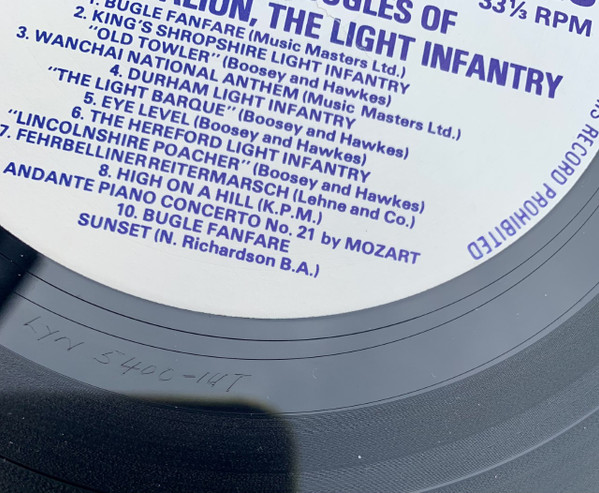 BUGLES OF
33⅓ RPM
THE LIGHT INFANTRY
1. BUGLE FANFARE (Music Masters Ltd.)
2. KING'S SHROPSHIRE LIGHT INFANTRY
"OLD TOWLER" (Boosey and Hawkes)
3. WANCHAI NATIONAL ANTHEM (Music Masters Ltd.)
4. DURHAM LIGHT INFANTRY
"THE LIGHT BARQUE" (Boosey and Hawkes)
5. EYE LEVEL (Boosey and Hawkes)
6. THE HEREFORD LIGHT INFANTRY
"LINCOLNSHIRE POACHER" (Boosey and Hawkes)
7. FEHRBELLINER REITERMARSCH (Lehne and Co.)
8. HIGH ON A HILL (K.P.M.)
ANDANTE PIANO CONCERTO No. 21 by MOZART
10. BUGLE FANFARE
SUNSET (N. Richardson B.A.)
RECORD PROHIBITED
LYN 5400-1UT